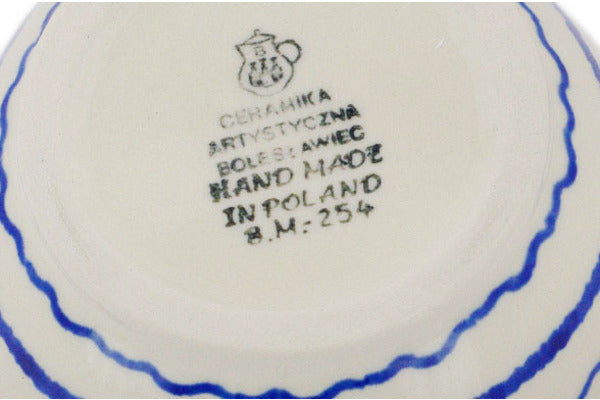 B
CERAMIKA
ARTYSTYCZNA
BOLESŁAWIEC
HAND MADE
IN POLAND
B.M.-254